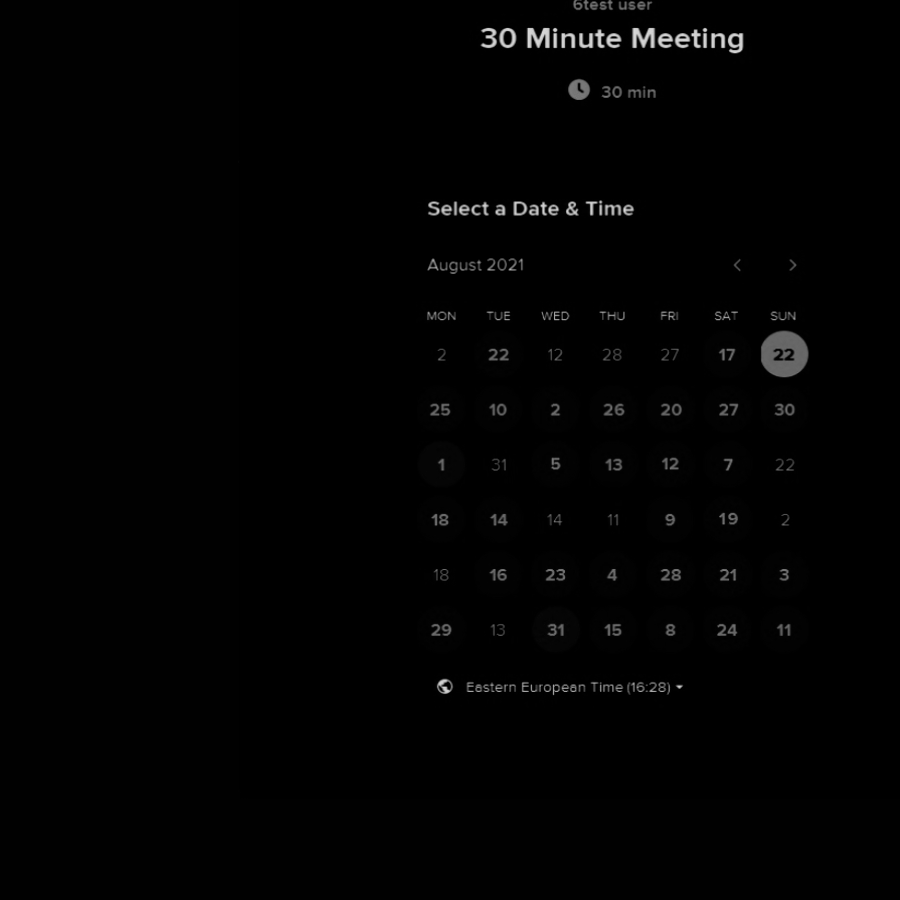 6test user
30 Minute Meeting
30 min
Select a Date & Time
August 2021
MON TUE WED THU FRI SAT SUN
2 22 12 28 27 17 22
25 10 2 26 20 27 30
1 31 5 13 12 7 22
18 14 14 11 9 19 2
18 16 23 4 28 21 3
29 13 31 15 8 24 11
Eastern European Time (16:28)